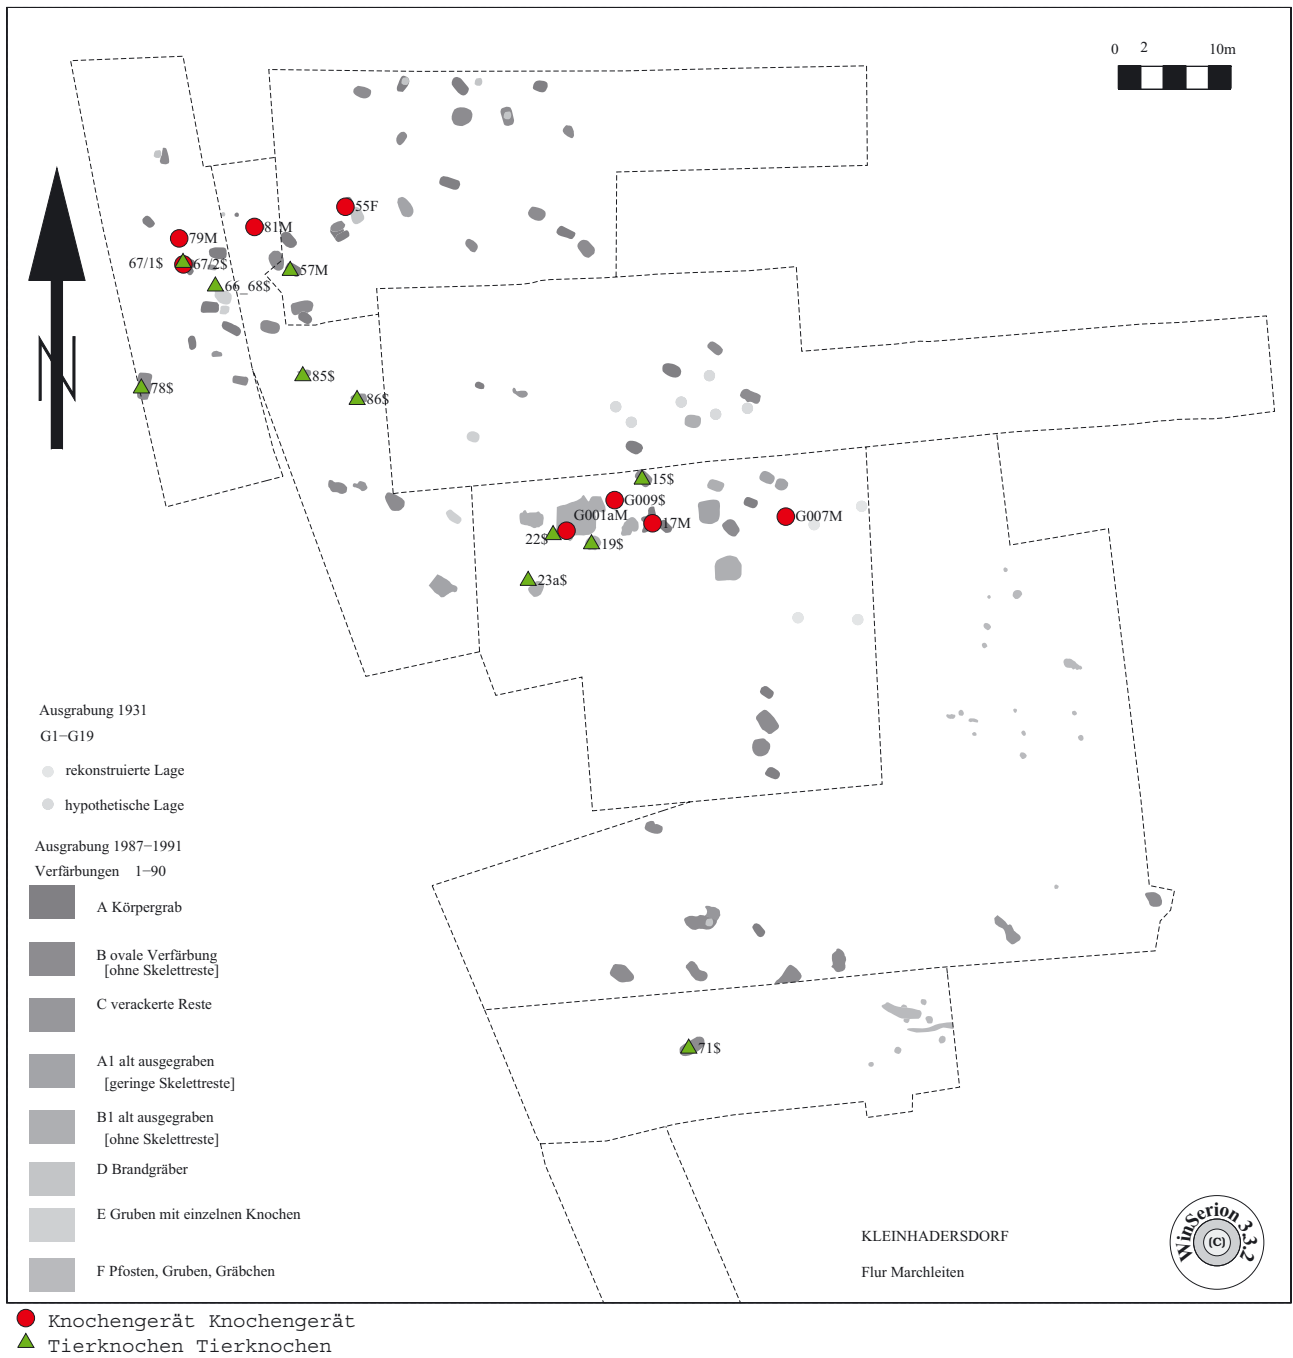 0 2 10m
55F
81M
79M
67/1$ 67/2$
57M
66_68$
78$
85$
86$
15$
G009$
G001aM
17M
G007M
22$
19$
23a$
71$
N
Ausgrabung 1931
G1−G19
rekonstruierte Lage
hypothetische Lage
Ausgrabung 1987−1991
Verfärbungen 1−90
A Körpergrab
B ovale Verfärbung
[ohne Skelettreste]
C verackerte Reste
A1 alt ausgegraben
[geringe Skelettreste]
B1 alt ausgegraben
[ohne Skelettreste]
D Brandgräber
E Gruben mit einzelnen Knochen
F Pfosten, Gruben, Gräbchen
KLEINHADERSDORF
Flur Marchleiten
WinSerion 3.3.2
(C)
Knochengerät Knochengerät
Tierknochen Tierknochen